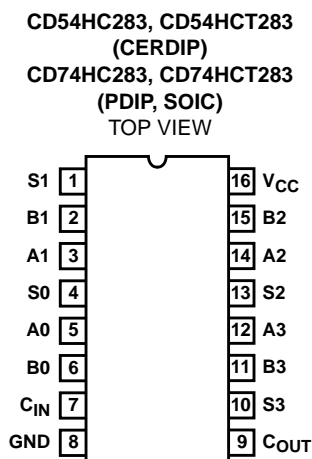 CD54HC283, CD54HCT283
(CERDIP)
CD74HC283, CD74HCT283
(PDIP, SOIC)
TOP VIEW
S1 1 16 VCC
B1 2 15 B2
A1 3 14 A2
S0 4 13 S2
A0 5 12 A3
B0 6 11 B3
CIN 7 10 S3
GND 8 9 COUT